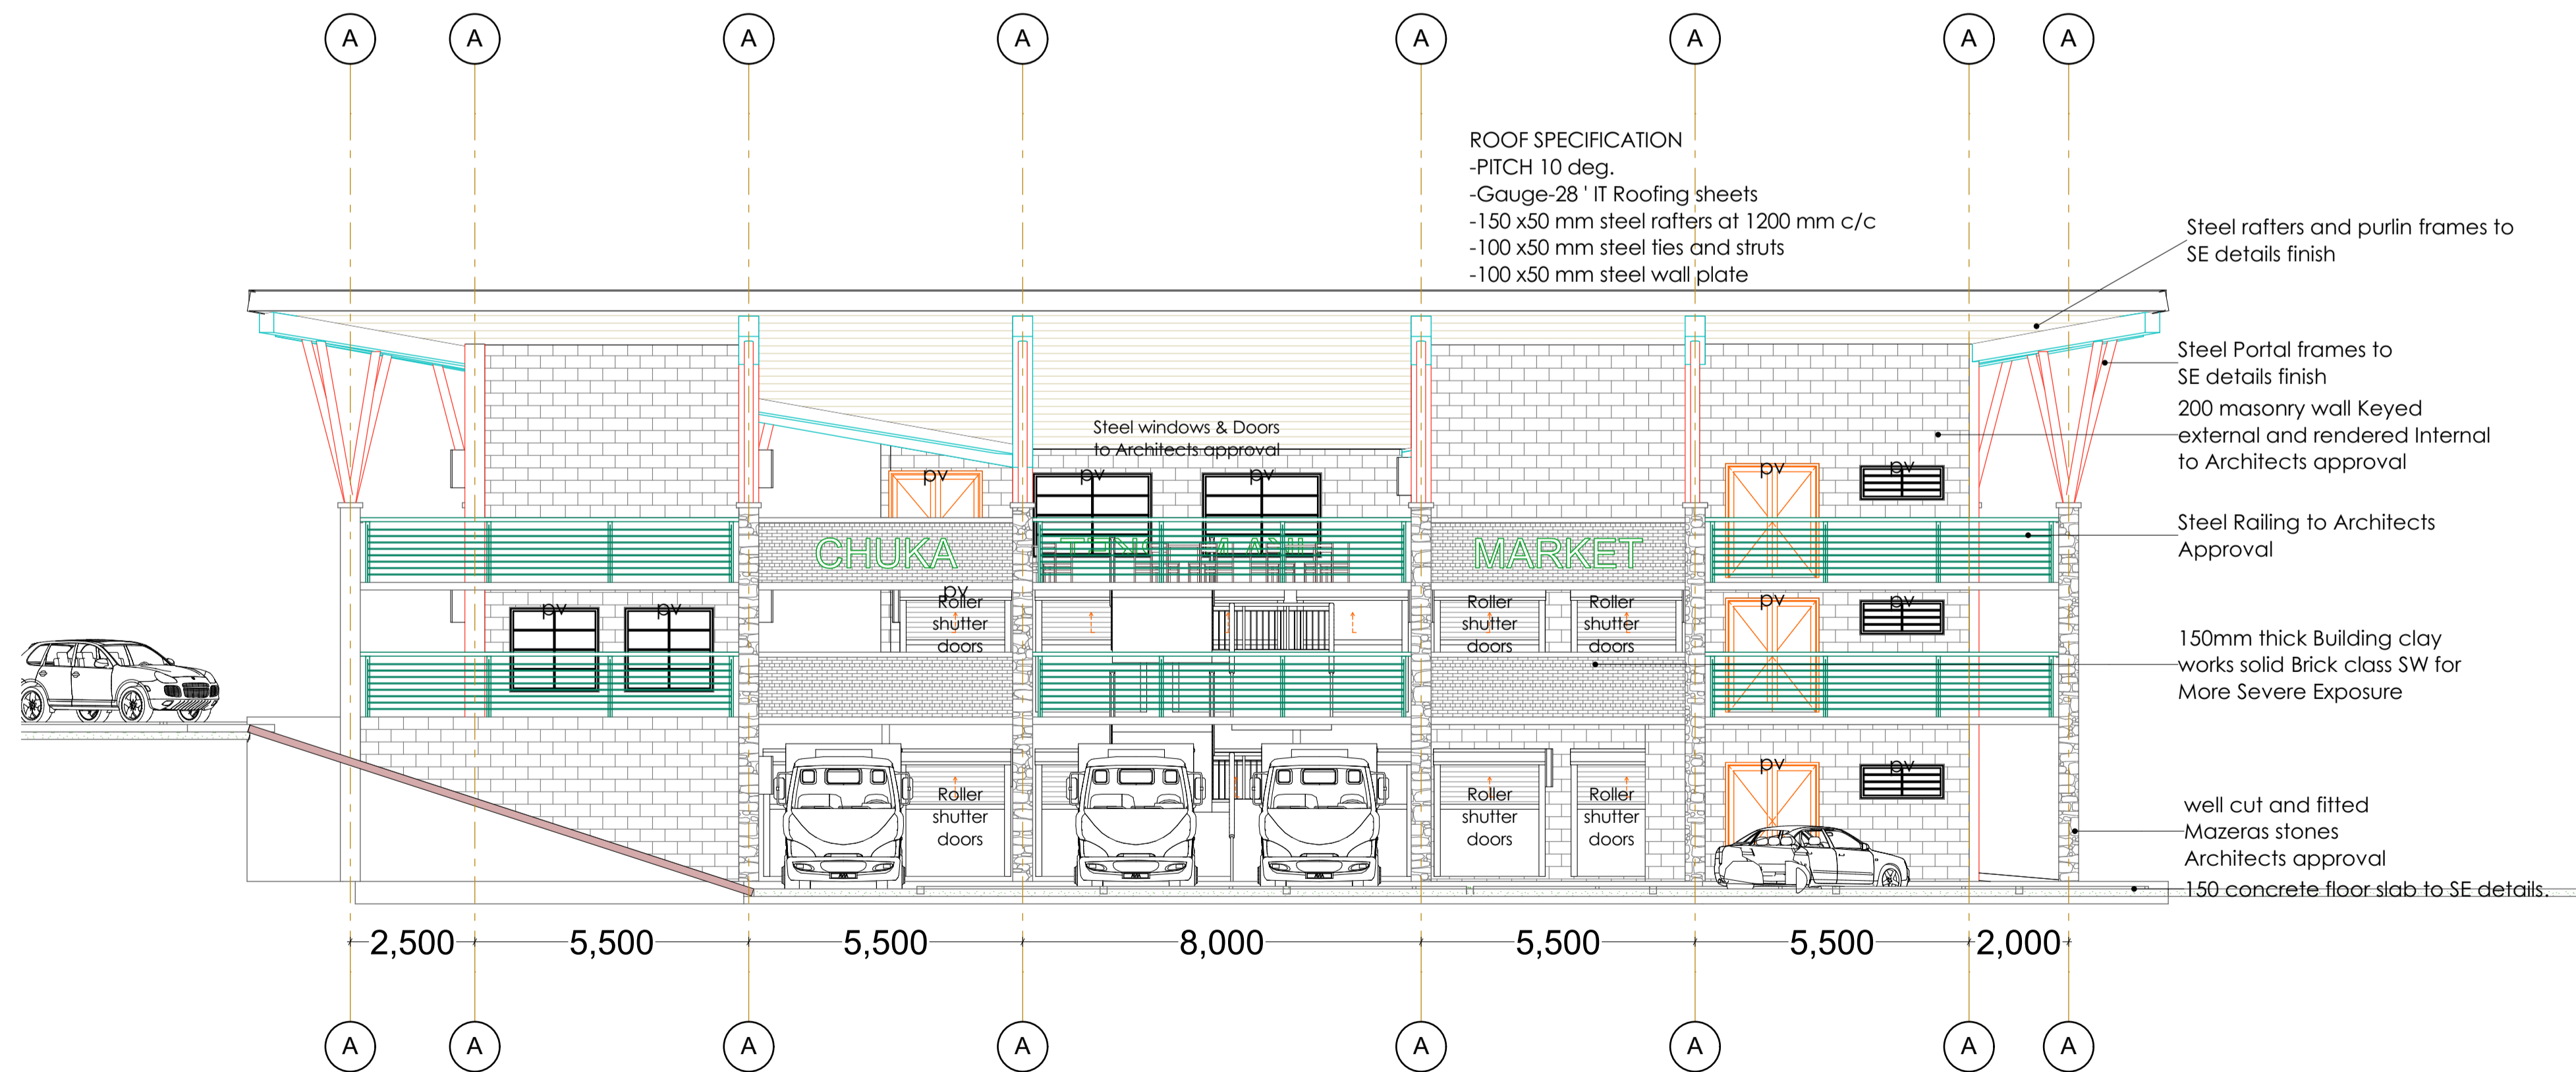 A A A A A A A A
ROOF SPECIFICATION
-PITCH 10 deg.
-Gauge-28 ' IT Roofing sheets
-150 x50 mm steel rafters at 1200 mm c/c
-100 x50 mm steel ties and struts
-100 x50 mm steel wall plate
Steel rafters and purlin frames to
SE details finish
Steel Portal frames to
SE details finish
200 masonry wall Keyed
external and rendered Internal
to Architects approval
Steel windows & Doors
to Architects approval
pv pv pv pv pv
Steel Railing to Architects
Approval
CHUKA
MARKET
pv
Roller
shutter
doors
Roller
shutter
doors
Roller
shutter
doors
pv pv pv pv
150mm thick Building clay
works solid Brick class SW for
More Severe Exposure
pv pv
Roller
shutter
doors
Roller
shutter
doors
Roller
shutter
doors
well cut and fitted
Mazeras stones
Architects approval
150 concrete floor slab to SE details.
2,500 5,500 5,500 8,000 5,500 5,500 2,000
A A A A A A A A